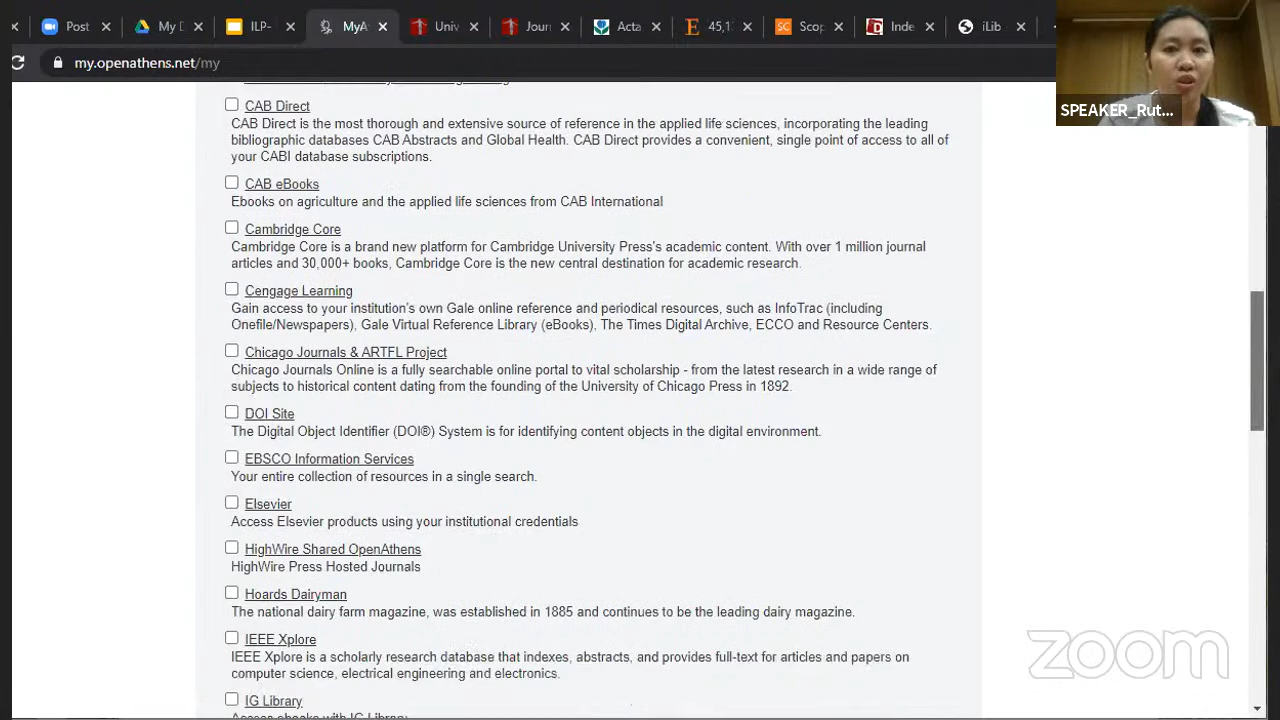 Post
My D
ILP-
MyA
Univ
Journ
Acta
45,1
Scop
Inde
iLib
my.openathens.net/my
SPEAKER_Rut...
CAB Direct
CAB Direct is the most thorough and extensive source of reference in the applied life sciences, incorporating the leading
bibliographic databases CAB Abstracts and Global Health. CAB Direct provides a convenient, single point of access to all of
your CABI database subscriptions.
CAB eBooks
Ebooks on agriculture and the applied life sciences from CAB International
Cambridge Core
Cambridge Core is a brand new platform for Cambridge University Press's academic content. With over 1 million journal
articles and 30,000+ books, Cambridge Core is the new central destination for academic research.
Cengage Learning
Gain access to your institution's own Gale online reference and periodical resources, such as InfoTrac (including
Onefile/Newspapers), Gale Virtual Reference Library (eBooks), The Times Digital Archive, ECCO and Resource Centers.
Chicago Journals & ARTFL Project
Chicago Journals Online is a fully searchable online portal to vital scholarship - from the latest research in a wide range of
subjects to historical content dating from the founding of the University of Chicago Press in 1892.
DOI Site
The Digital Object Identifier (DOI®) System is for identifying content objects in the digital environment.
EBSCO Information Services
Your entire collection of resources in a single search.
Elsevier
Access Elsevier products using your institutional credentials
HighWire Shared OpenAthens
HighWire Press Hosted Journals
Hoards Dairyman
The national dairy farm magazine, was established in 1885 and continues to be the leading dairy magazine.
IEEE Xplore
IEEE Xplore is a scholarly research database that indexes, abstracts, and provides full-text for articles and papers on
computer science, electrical engineering and electronics.
IG Library
Access ebooks with IG Library
zoom